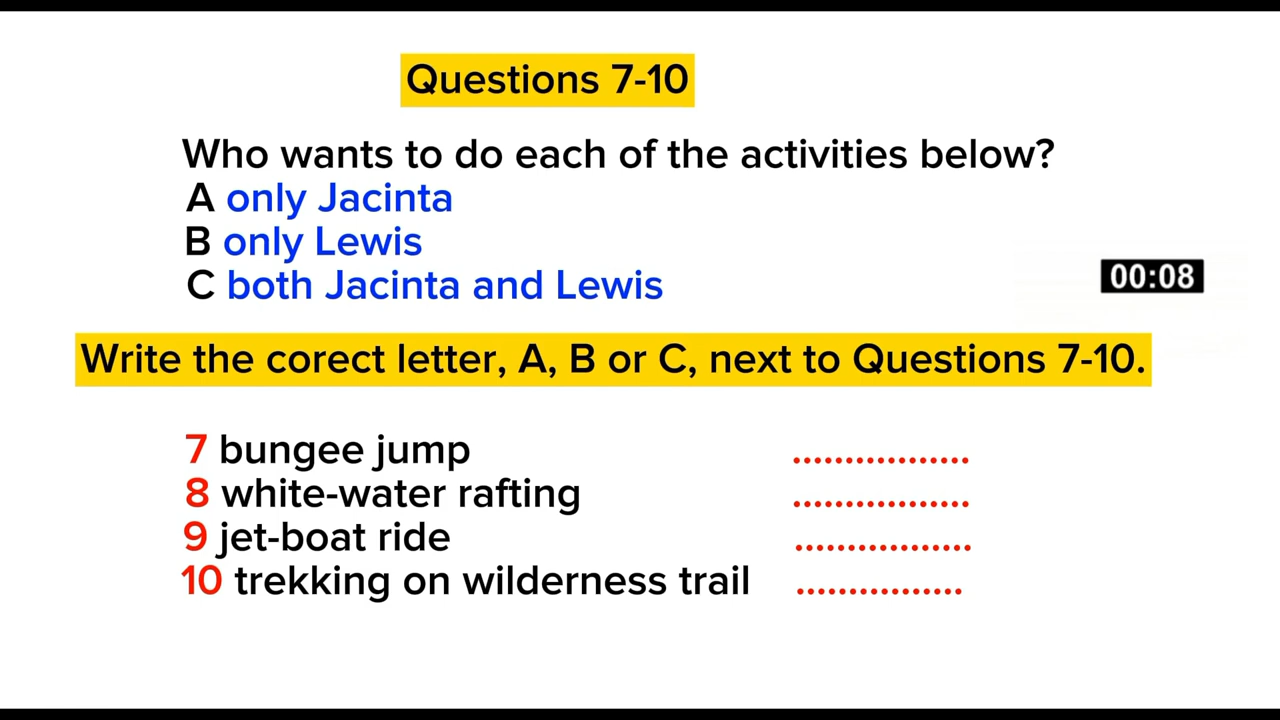 Questions 7-10
Who wants to do each of the activities below?
A only Jacinta
B only Lewis
C both Jacinta and Lewis
00:08
Write the corect letter, A, B or C, next to Questions 7-10.
7 bungee jump .................
8 white-water rafting .................
9 jet-boat ride .................
10 trekking on wilderness trail ................